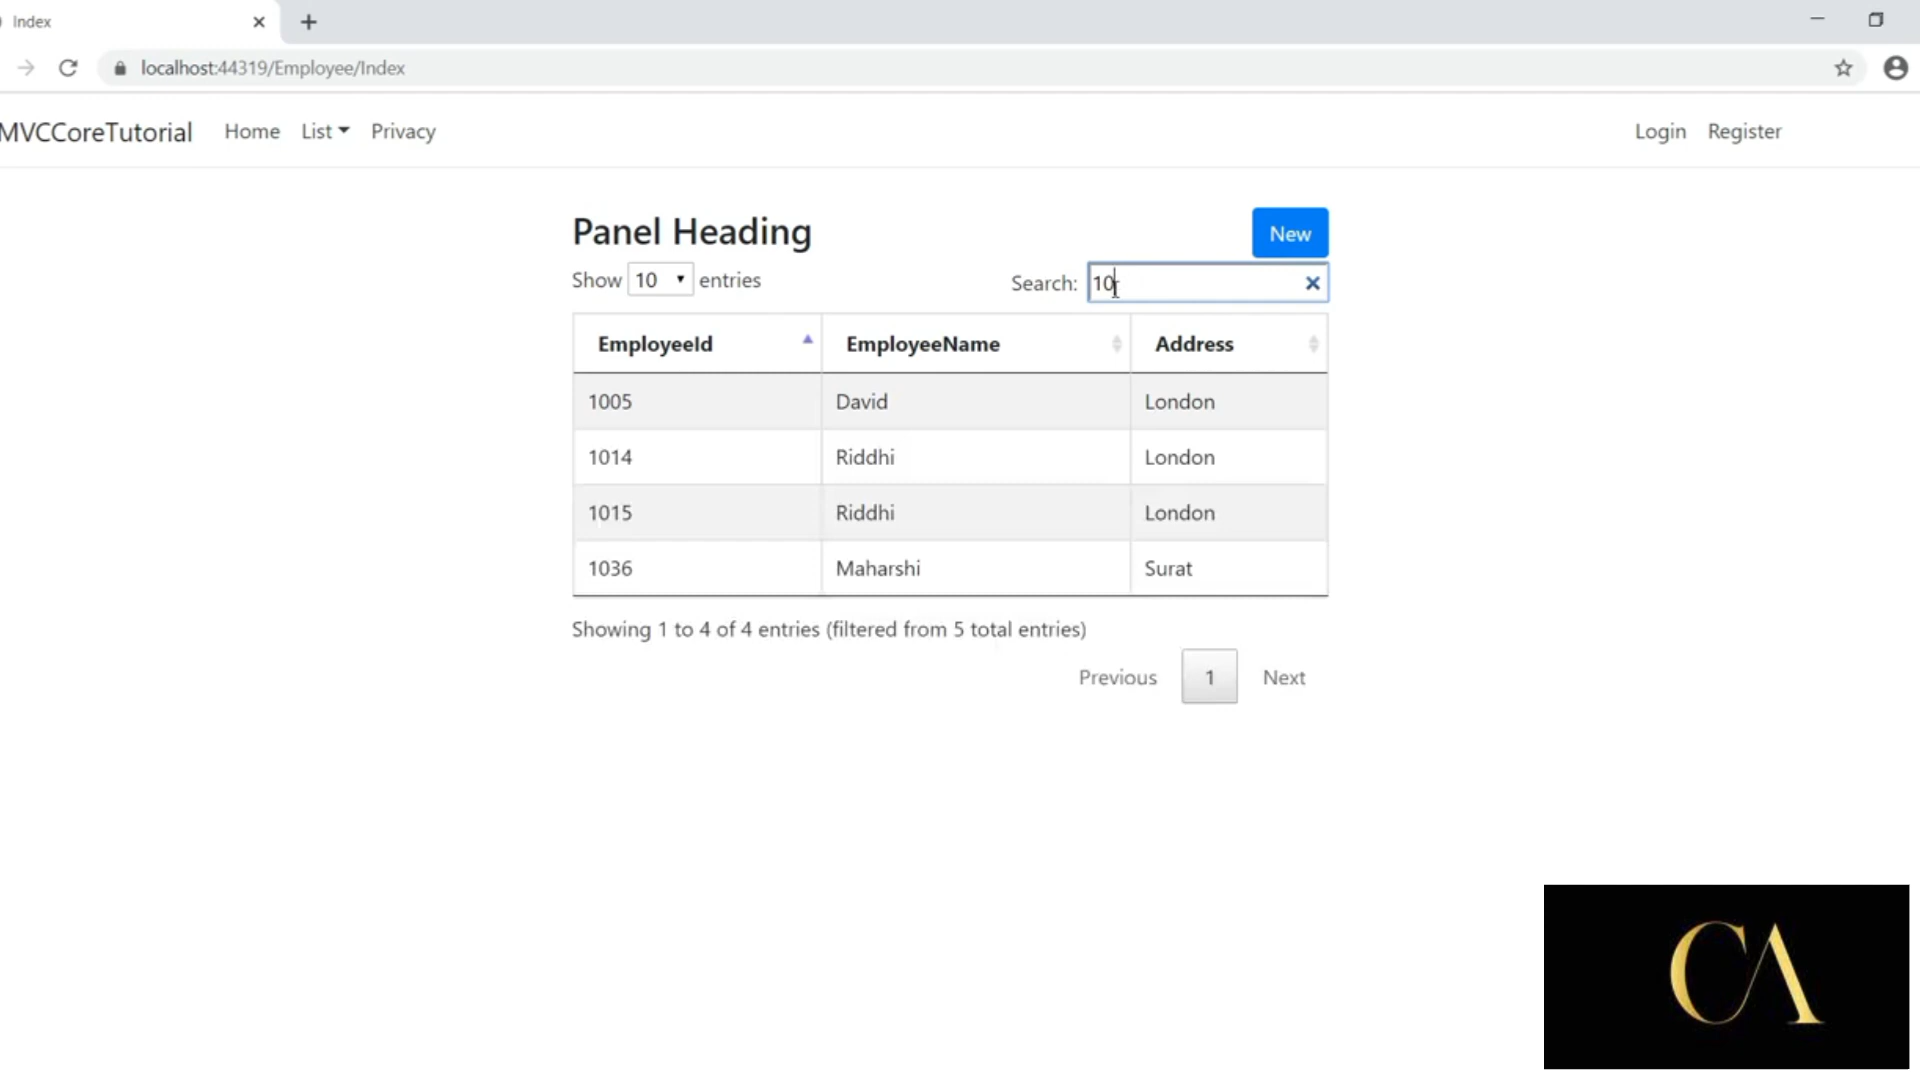 Index
localhost:44319/Employee/Index
MVCCoreTutorial Home List Privacy Login Register
Panel Heading New
Show 10 entries Search: 10
EmployeeId EmployeeName Address
1005 David London
1014 Riddhi London
1015 Riddhi London
1036 Maharshi Surat
Showing 1 to 4 of 4 entries (filtered from 5 total entries)
Previous 1 Next
CA